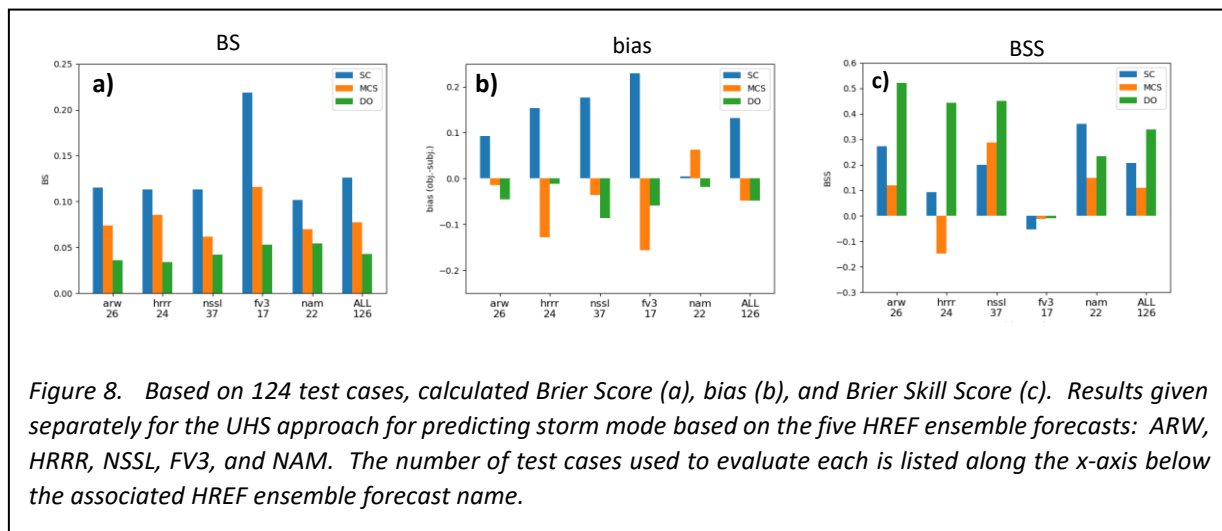 BS
bias
BSS
a)
b)
c)
SC
MCS
DO
SC
MCS
DO
SC
MCS
DO
BS
0.25
0.20
0.15
0.10
0.05
0.00
arw hrrr nssl fv3 nam ALL
26 24 37 17 22 126
bias (obj.-subj.)
0.2
0.1
0.0
−0.1
−0.2
arw hrrr nssl fv3 nam ALL
26 24 37 17 22 126
BSS
0.6
0.5
0.4
0.3
0.2
0.1
0.0
−0.1
−0.2
−0.3
arw hrrr nssl fv3 nam ALL
26 24 37 17 22 126
Figure 8. Based on 124 test cases, calculated Brier Score (a), bias (b), and Brier Skill Score (c). Results given
separately for the UHS approach for predicting storm mode based on the five HREF ensemble forecasts: ARW,
HRRR, NSSL, FV3, and NAM. The number of test cases used to evaluate each is listed along the x-axis below
the associated HREF ensemble forecast name.